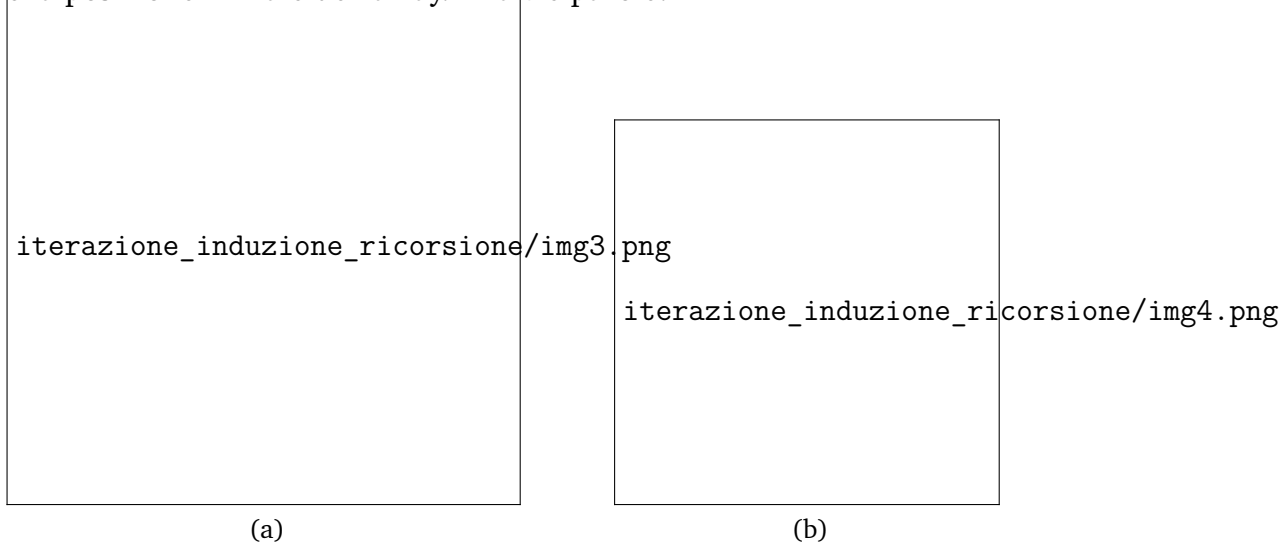 iterazione_induzione_ricorsione/img3.png
iterazione_induzione_ricorsione/img4.png
(a)
(b)